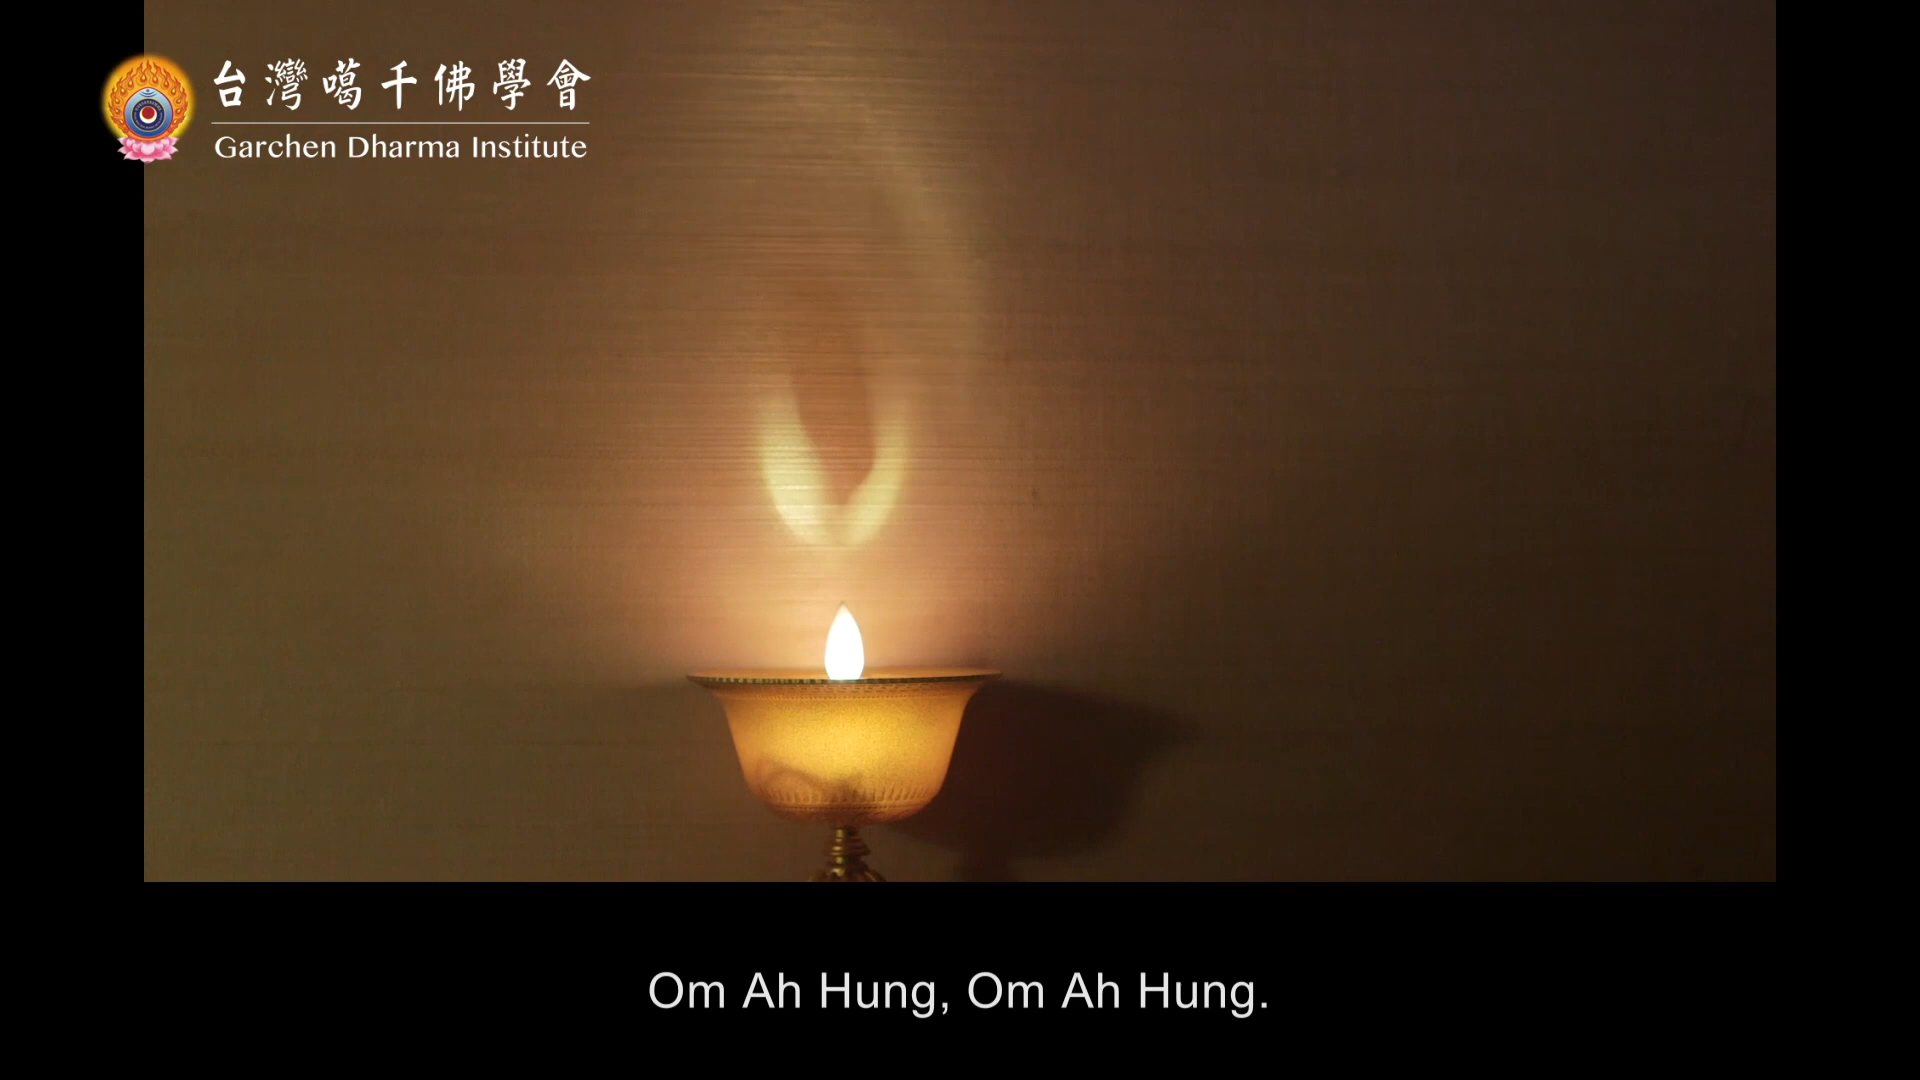 台灣噶千佛學會
Garchen Dharma Institute
Om Ah Hung, Om Ah Hung.